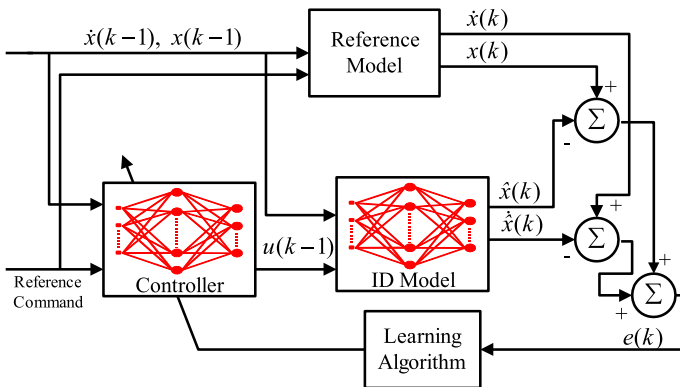 ẋ(k−1), x(k−1)
Reference
Model
ẋ(k)
x(k)
+
Σ
-
x̂(k)
x̂̇(k)
+
Σ
-
+
+
Σ
u(k−1)
Reference
Command
Controller
ID Model
Learning
Algorithm
e(k)